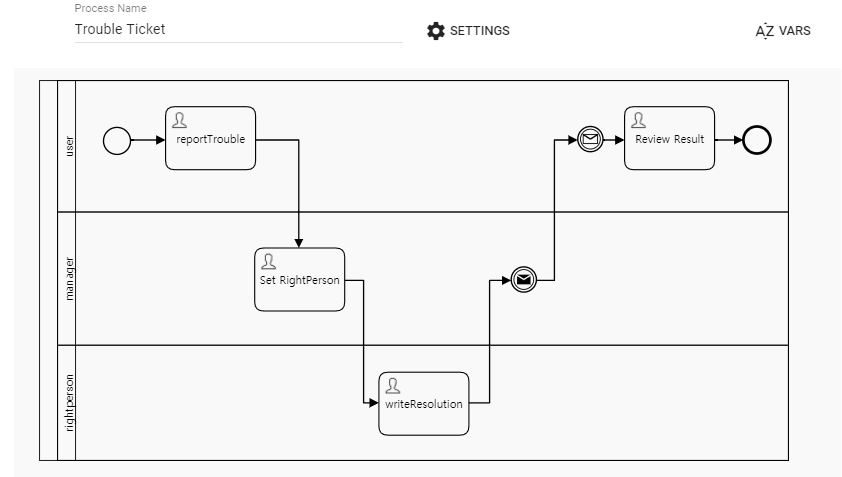 Process Name
Trouble Ticket
SETTINGS
AZ VARS
user
reportTrouble
Review Result
manager
Set RightPerson
rightperson
writeResolution